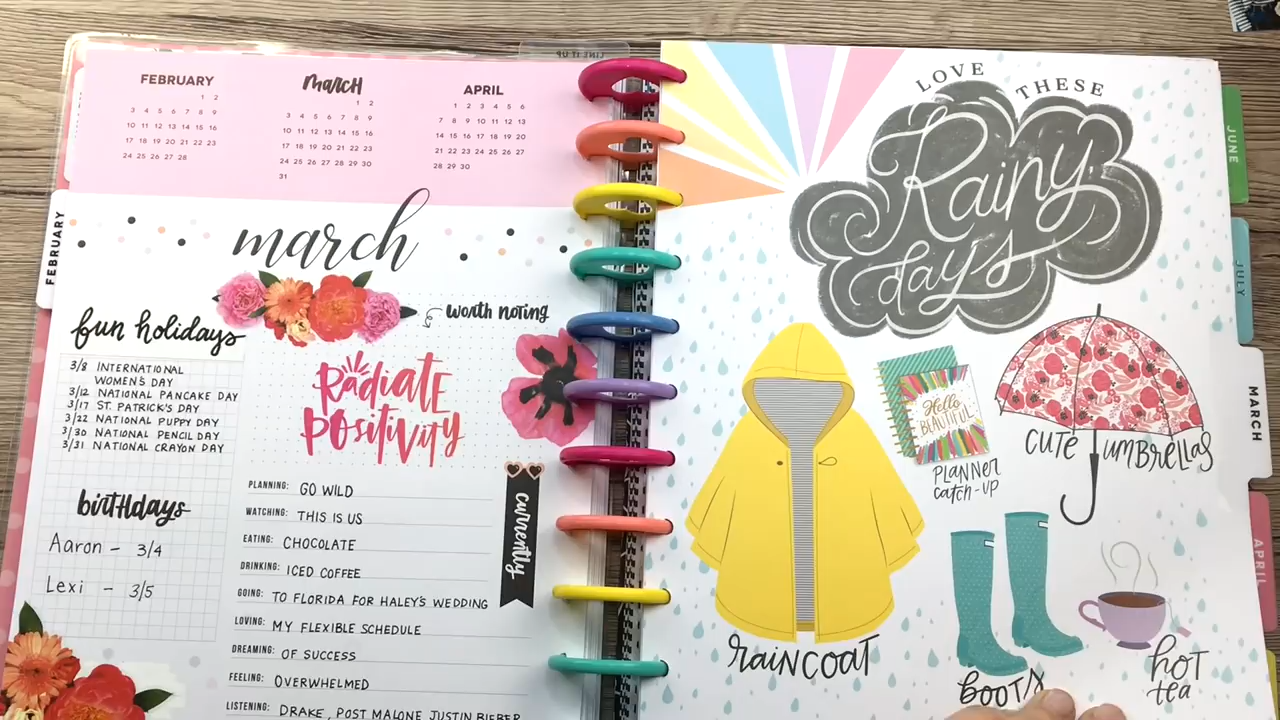 LINE IT UP
FEBRUARY
1 2
3 4 5 6 7 8 9
10 11 12 13 14 15 16
17 18 19 20 21 22 23
24 25 26 27 28
MARCH
1 2
3 4 5 6 7 8 9
10 11 12 13 14 15 16
17 18 19 20 21 22 23
24 25 26 27 28 29 30
31
APRIL
1 2 3 4 5 6
7 8 9 10 11 12 13
14 15 16 17 18 19 20
21 22 23 24 25 26 27
28 29 30
FEBRUARY
march
fun holidays
3/8 INTERNATIONAL
WOMEN'S DAY
3/12 NATIONAL PANCAKE DAY
3/17 ST. PATRICK'S DAY
3/22 NATIONAL PUPPY DAY
3/30 NATIONAL PENCIL DAY
3/31 NATIONAL CRAYON DAY
birthdays
Aaron - 3/4
Lexi 3/5
worth noting
RADIATE
POSITIVITY
PLANNING: GO WILD
WATCHING: THIS IS US
EATING: CHOCOLATE
DRINKING: ICED COFFEE
GOING: TO FLORIDA FOR HALEY'S WEDDING
LOVING: MY FLEXIBLE SCHEDULE
DREAMING: OF SUCCESS
FEELING: OVERWHELMED
LISTENING: DRAKE, POST MALONE, JUSTIN BIEBER
currently
LOVE THESE
Rainy
days
Hello
BEAUTIFUL
PLANNER
catch-up
CUTE UMBRELLAS
RAINCOAT
BOOTS
HOT
tea
JUNE
JULY
MARCH
APRIL